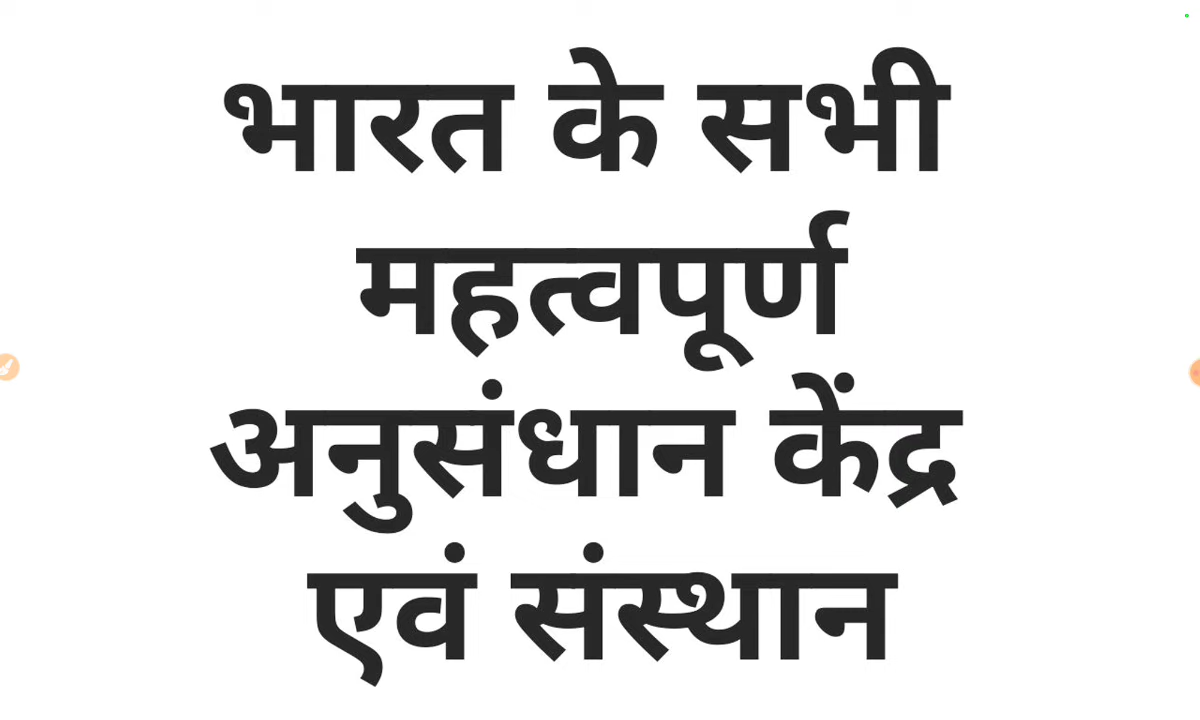 भारत के सभी
महत्वपूर्ण
अनुसंधान केंद्र
एवं संस्थान